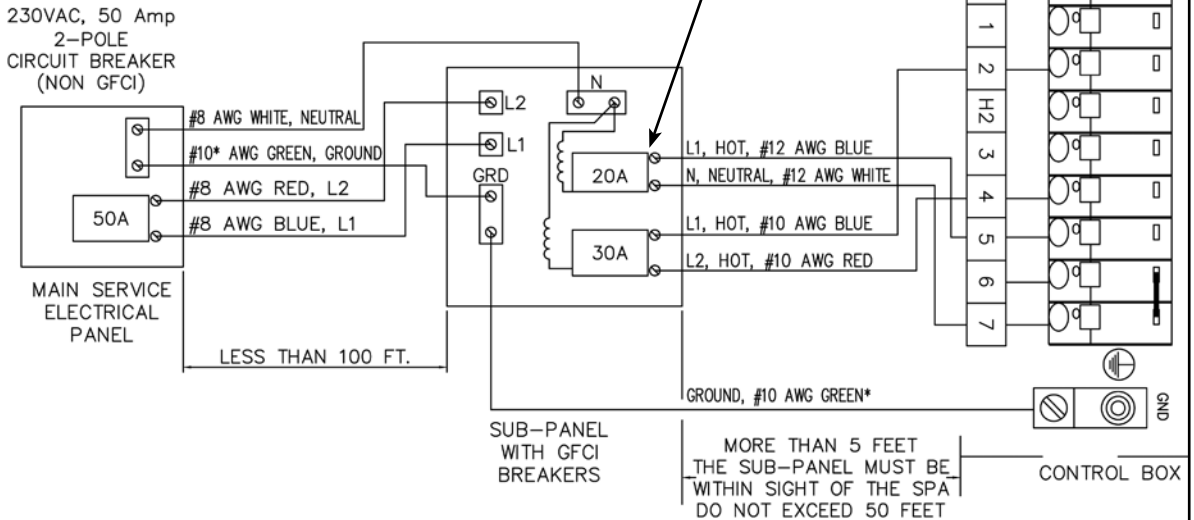 230VAC, 50 Amp
2-POLE
CIRCUIT BREAKER
(NON GFCI)
#8 AWG WHITE, NEUTRAL
#10* AWG GREEN, GROUND
#8 AWG RED, L2
#8 AWG BLUE, L1
50A
MAIN SERVICE
ELECTRICAL
PANEL
LESS THAN 100 FT.
L2
L1
GRD
N
20A
30A
SUB-PANEL
WITH GFCI
BREAKERS
L1, HOT, #12 AWG BLUE
N, NEUTRAL, #12 AWG WHITE
L1, HOT, #10 AWG BLUE
L2, HOT, #10 AWG RED
GROUND, #10 AWG GREEN*
MORE THAN 5 FEET
THE SUB-PANEL MUST BE
WITHIN SIGHT OF THE SPA
DO NOT EXCEED 50 FEET
1
2
H2
3
4
5
6
7
GND
CONTROL BOX